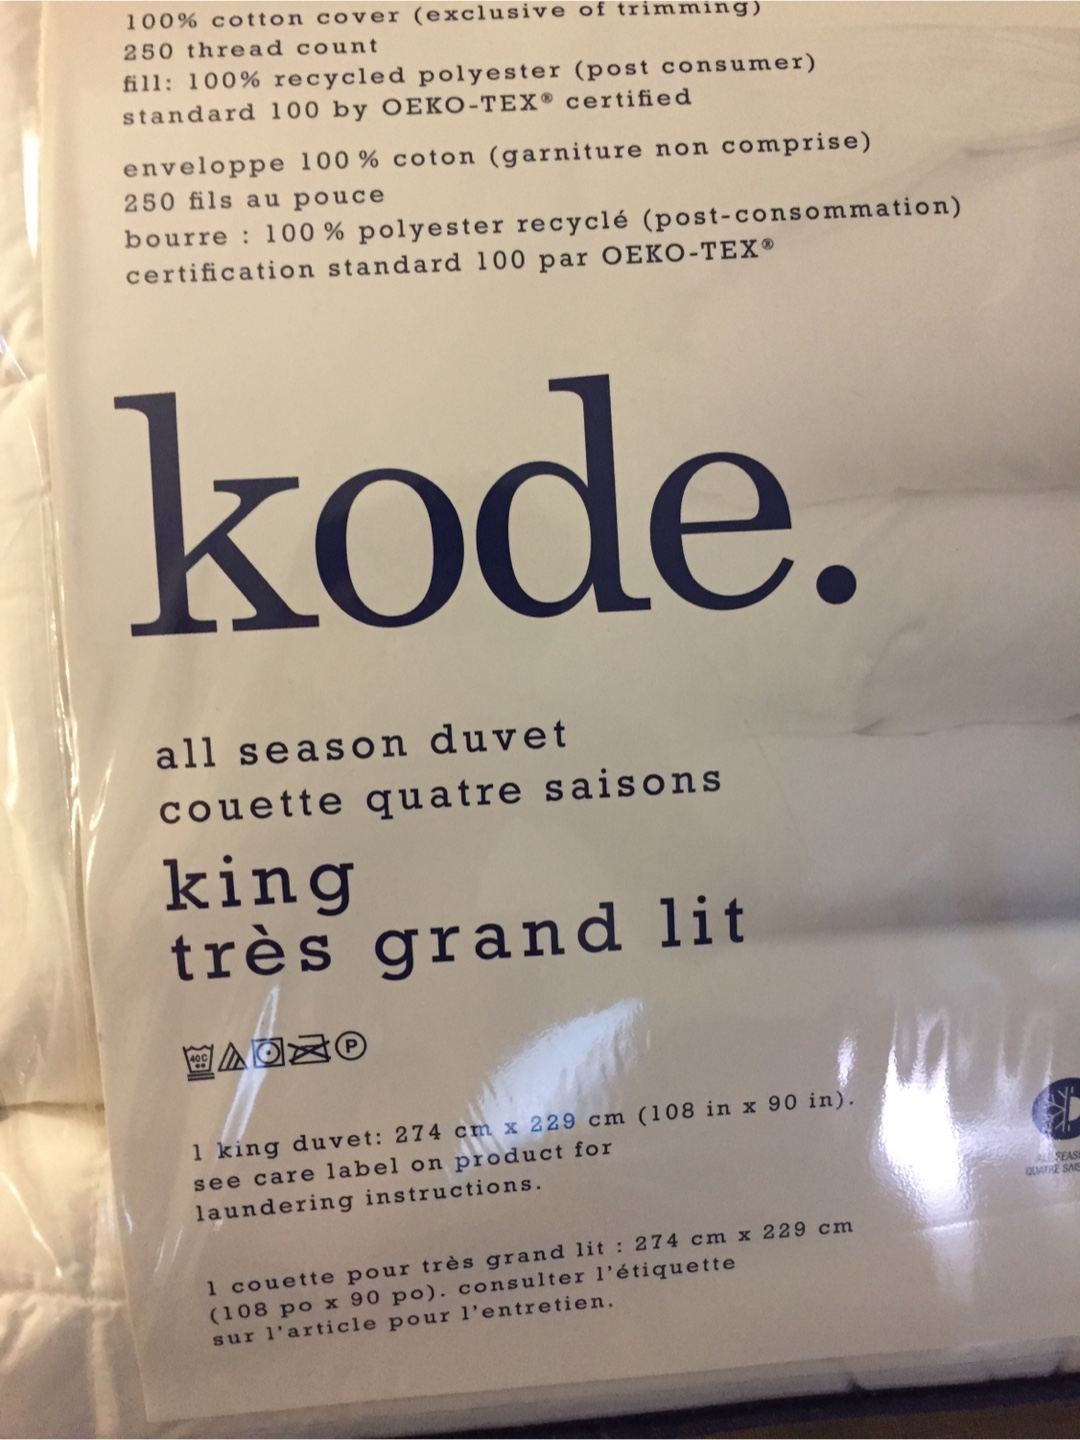 100% cotton cover (exclusive of trimming)
250 thread count
fill: 100% recycled polyester (post consumer)
standard 100 by OEKO-TEX® certified
enveloppe 100 % coton (garniture non comprise)
250 fils au pouce
bourre : 100 % polyester recyclé (post-consommation)
certification standard 100 par OEKO-TEX®
kode.
all season duvet
couette quatre saisons
king
très grand lit
40C
P
1 king duvet: 274 cm x 229 cm (108 in x 90 in).
see care label on product for
laundering instructions.
1 couette pour très grand lit : 274 cm x 229 cm
(108 po x 90 po). consulter l'étiquette
sur l'article pour l'entretien.